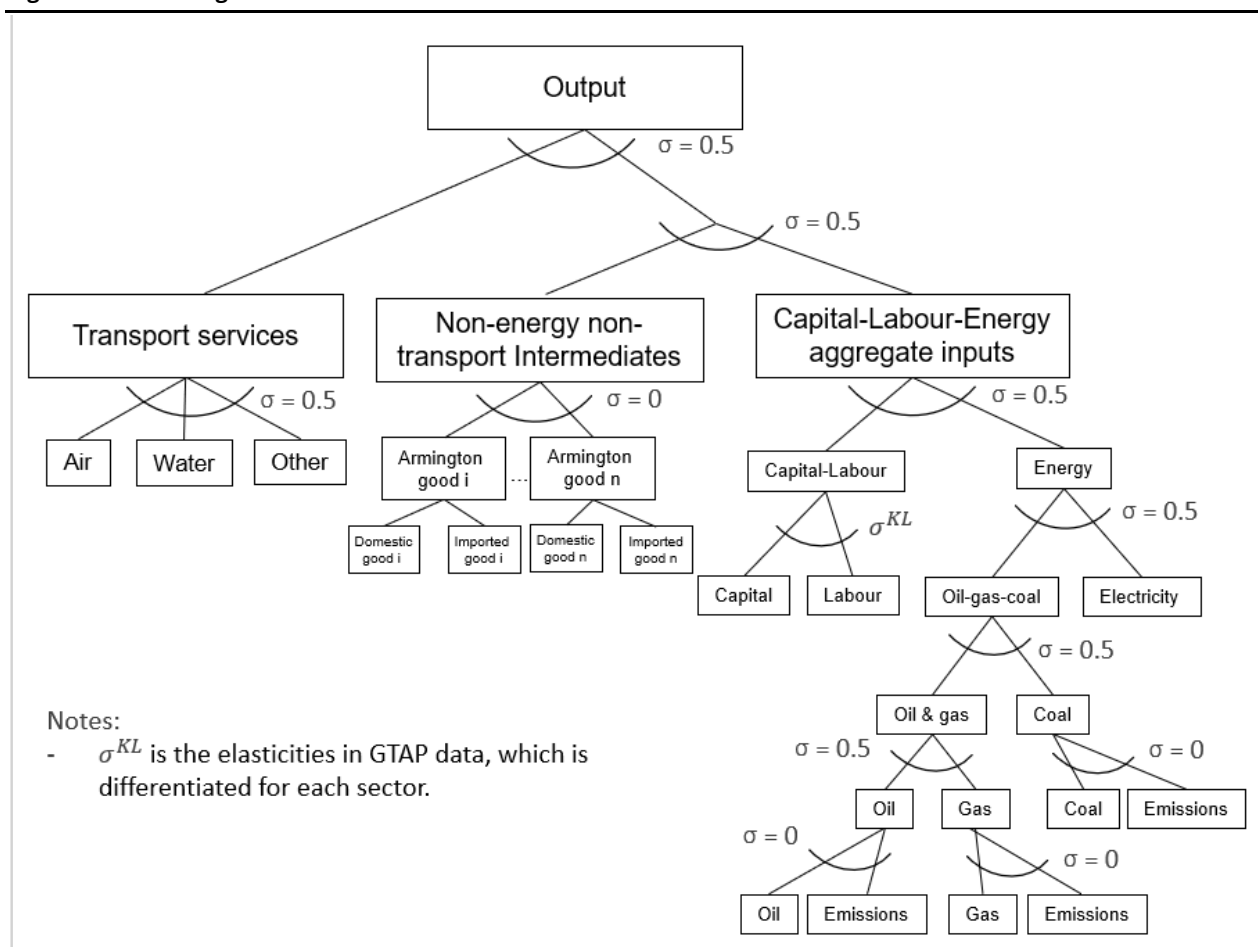 Output
σ = 0.5
σ = 0.5
Transport services
Non-energy non-
transport Intermediates
Capital-Labour-Energy
aggregate inputs
σ = 0.5
σ = 0
σ = 0.5
Air
Water
Other
Armington
good i
...
Armington
good n
Capital-Labour
Energy
Domestic
good i
Imported
good i
Domestic
good n
Imported
good n
σ^KL
σ = 0.5
Capital
Labour
Oil-gas-coal
Electricity
σ = 0.5
Oil & gas
Coal
σ = 0.5
σ = 0
Oil
Gas
Coal
Emissions
σ = 0
σ = 0
Oil
Emissions
Gas
Emissions
Notes:
- σ^KL is the elasticities in GTAP data, which is
differentiated for each sector.